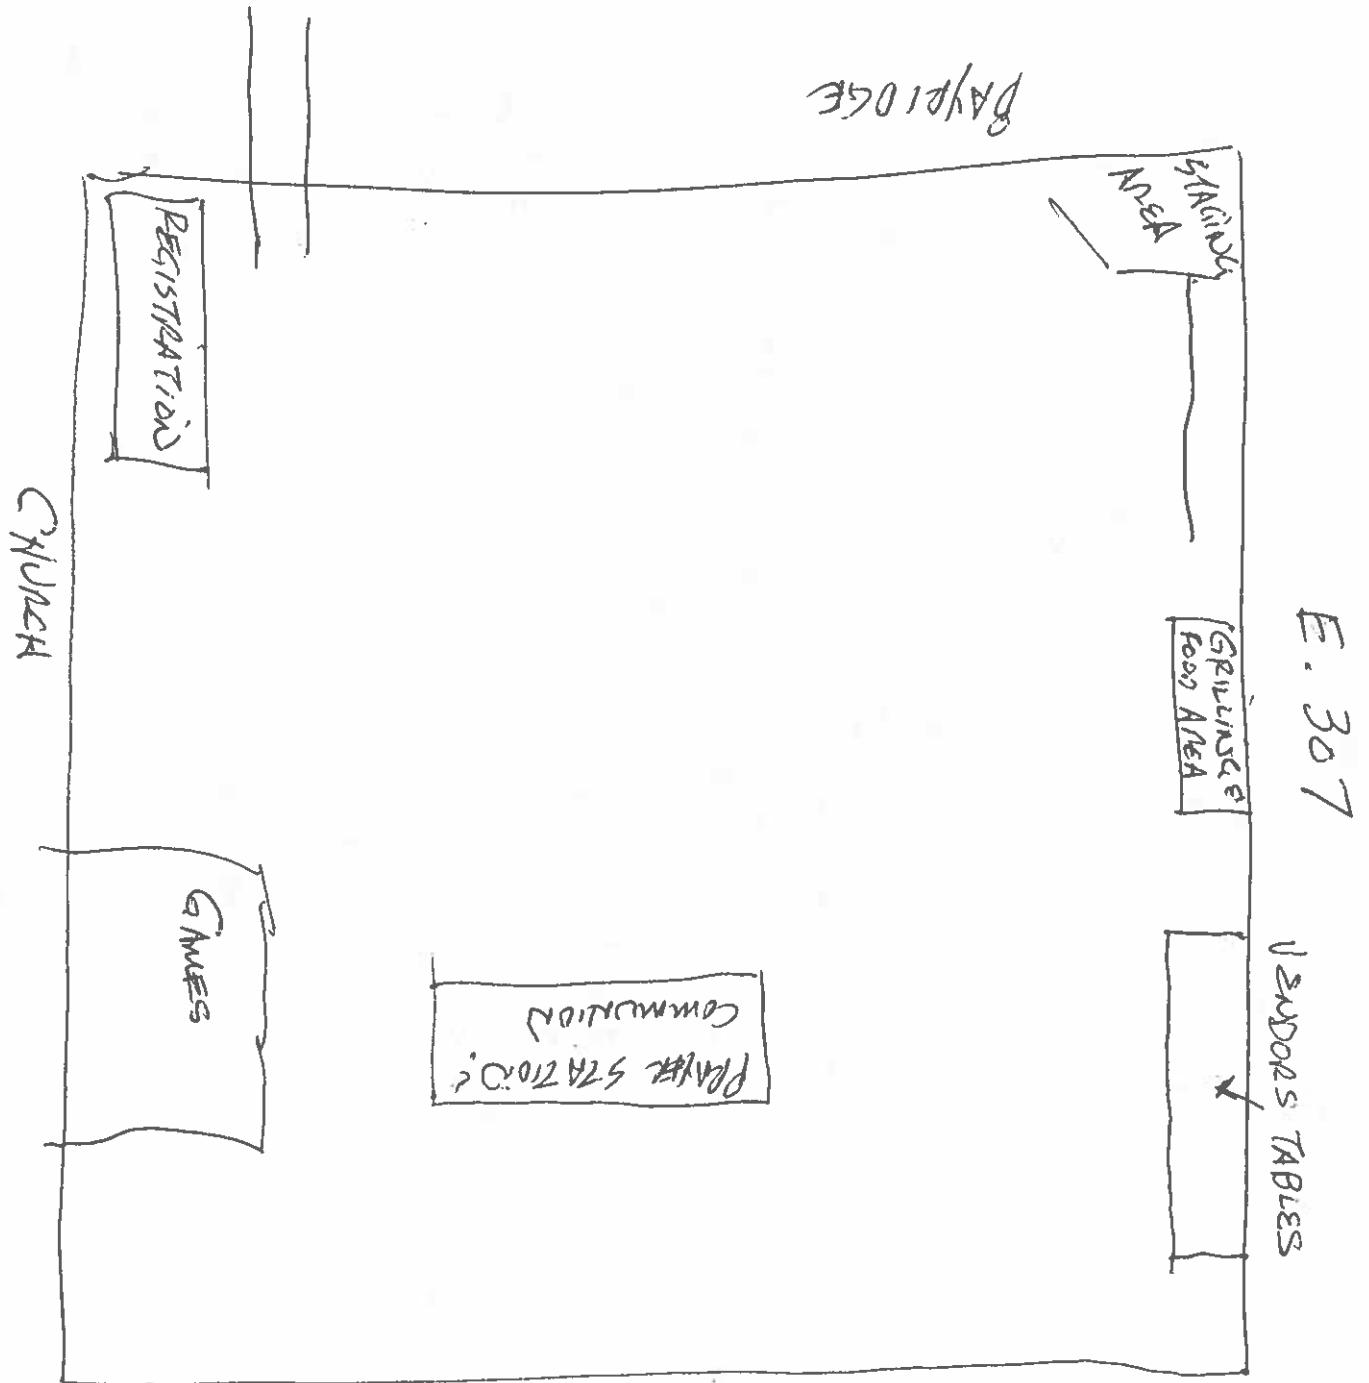 BAYRIDGE
STAGING
AREA
REGISTRATION
CHURCH
E. 307
GRILLING &
FOOD AREA
VENDORS TABLES
GAMES
PRAYER STATION &
COMMUNION